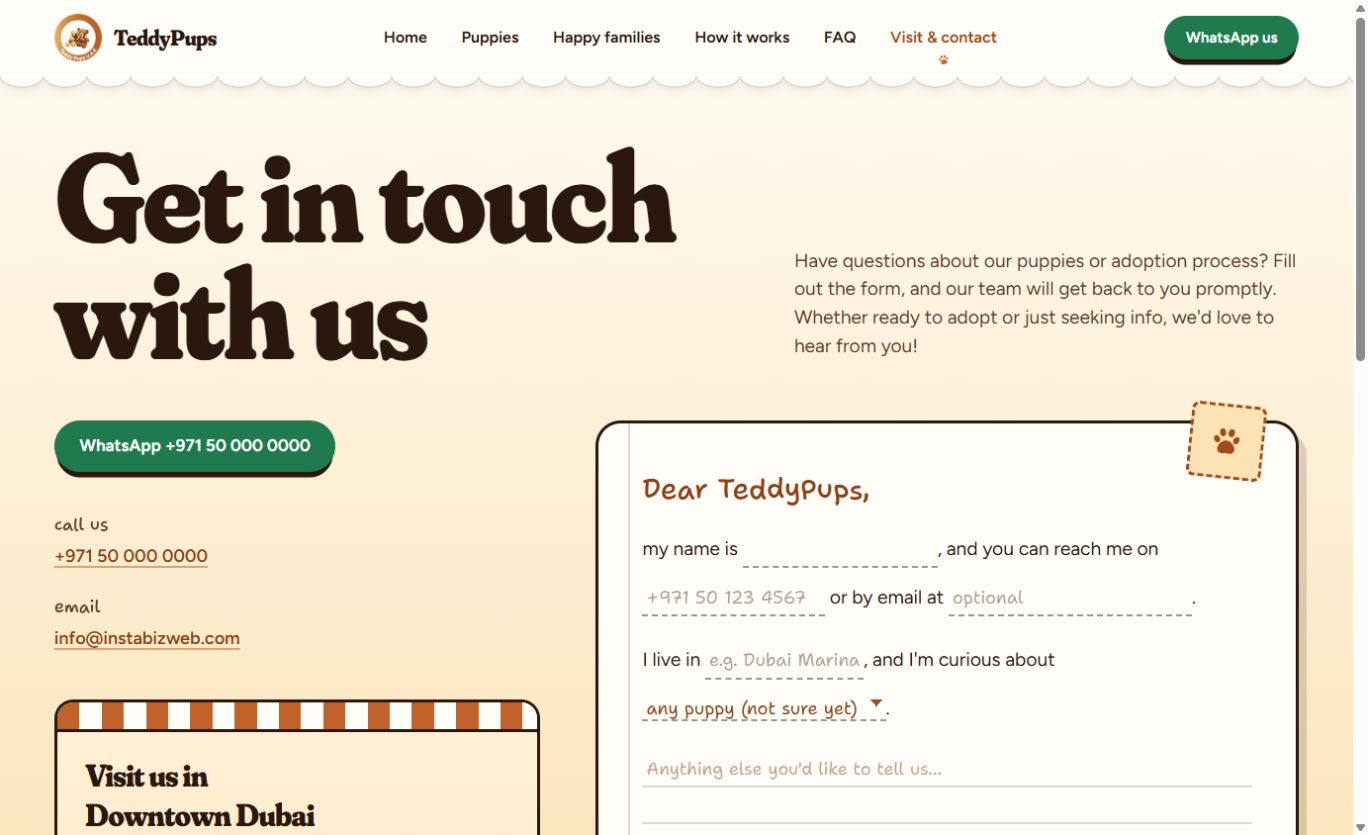 TeddyPups
Home Puppies Happy families How it works FAQ Visit & contact
WhatsApp us
Get in touch
with us
Have questions about our puppies or adoption process? Fill
out the form, and our team will get back to you promptly.
Whether ready to adopt or just seeking info, we'd love to
hear from you!
WhatsApp +971 50 000 0000
call us
+971 50 000 0000
email
info@instabizweb.com
Visit us in
Downtown Dubai
Dear TeddyPups,
my name is , and you can reach me on
+971 50 123 4567 or by email at optional .
I live in e.g. Dubai Marina , and I'm curious about
any puppy (not sure yet) .
Anything else you'd like to tell us...